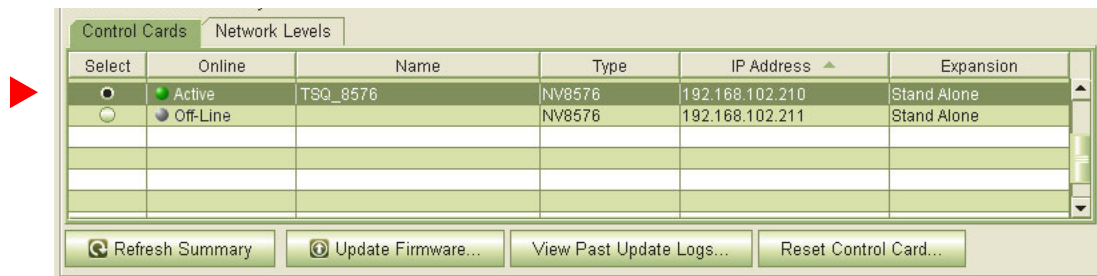 Control Cards Network Levels
Select Online Name Type IP Address Expansion
Active TSQ_8576 NV8576 192.168.102.210 Stand Alone
Off-Line NV8576 192.168.102.211 Stand Alone
Refresh Summary Update Firmware... View Past Update Logs... Reset Control Card...